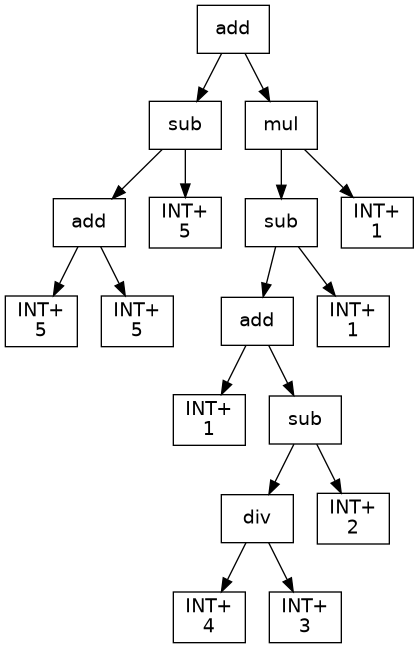 add
sub
mul
add
INT+
5
sub
INT+
1
INT+
5
INT+
5
add
INT+
1
INT+
1
sub
div
INT+
2
INT+
4
INT+
3